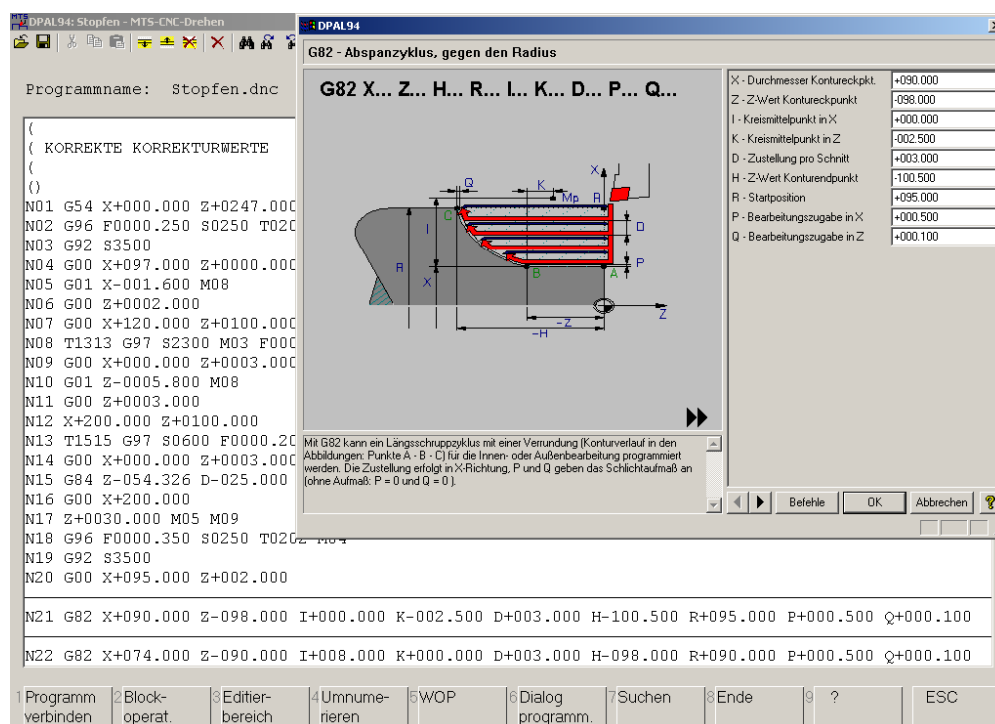 DPAL94: Stopfen - MTS-CNC-Drehen
Programmname: Stopfen.dnc
(
( KORREKTE KORREKTURWERTE
(
()
N01 G54 X+000.000 Z+0247.000
N02 G96 F0000.250 S0250
N03 G92 S3500
N04 G00 X+097.000 Z+0000.000
N05 G01 X-001.600 M08
N06 G00 Z+0002.000
N07 G00 X+120.000 Z+0100.000
N08 T1313 G97 S2300 M03
N09 G00 X+000.000 Z+0003.000
N10 G01 Z-0005.800 M08
N11 G00 Z+0003.000
N12 X+200.000 Z+0100.000
N13 T1515 G97 S0600
N14 G00 X+000.000 Z+0003.000
N15 G84 Z-054.326 D-025.000
N16 G00 X+200.000
N17 Z+0030.000 M05 M09
N18 G96 F0000.350 S0250 T0202 M04
N19 G92 S3500
N20 G00 X+095.000 Z+002.000
N21 G82 X+090.000 Z-098.000 I+000.000 K-002.500 D+003.000 H-100.500 R+095.000 P+000.500 Q+000.100
N22 G82 X+074.000 Z-090.000 I+008.000 K+000.000 D+003.000 H-098.000 R+090.000 P+000.500 Q+000.100
DPAL94
G82 - Abspanzyklus, gegen den Radius
G82 X... Z... H... R... I... K... D... P... Q...
Q
K
X
Mp
R
C
I
D
R
X
P
B
A
-Z
-H
Z
Mit G82 kann ein Längsschruppzyklus mit einer Verrundung (Konturverlauf in den
Abbildungen: Punkte A - B - C) für die Innen- oder Außenbearbeitung programmiert
werden. Die Zustellung erfolgt in X-Richtung, P und Q geben das Schlichtaufmaß an
(ohne Aufmaß: P = 0 und Q = 0 ).
X - Durchmesser Kontureckpkt. +090.000
Z - Z-Wert Kontureckpunkt -098.000
I - Kreismittelpunkt in X +000.000
K - Kreismittelpunkt in Z -002.500
D - Zustellung pro Schnitt +003.000
H - Z-Wert Konturendpunkt -100.500
R - Startposition +095.000
P - Bearbeitungszugabe in X +000.500
Q - Bearbeitungszugabe in Z +000.100
Befehle OK Abbrechen ?
1 Programm verbinden
2 Block-operat.
3 Editier-bereich
4 Umnume-rieren
5 WOP
6 Dialog programm.
7 Suchen
8 Ende
9 ?
ESC